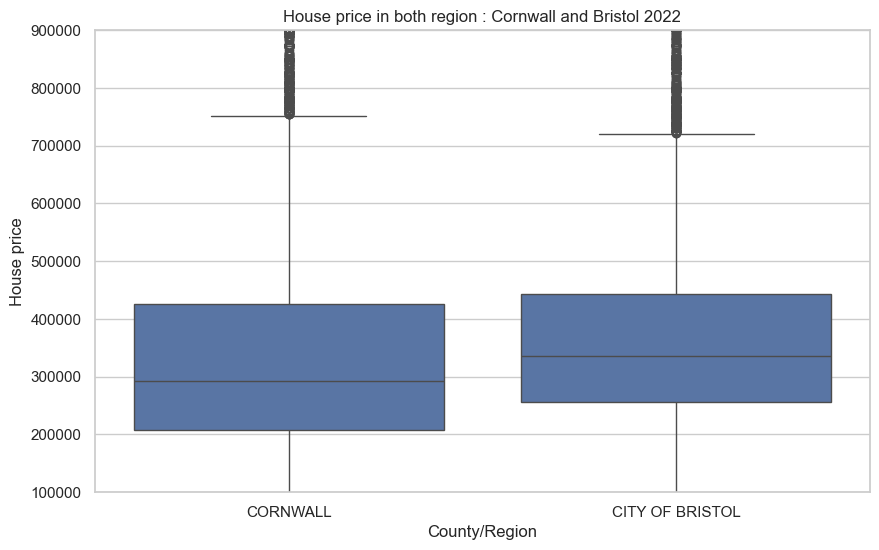 House price in both region : Cornwall and Bristol 2022
900000
800000
700000
600000
500000
400000
300000
200000
100000
House price
CORNWALL
CITY OF BRISTOL
County/Region